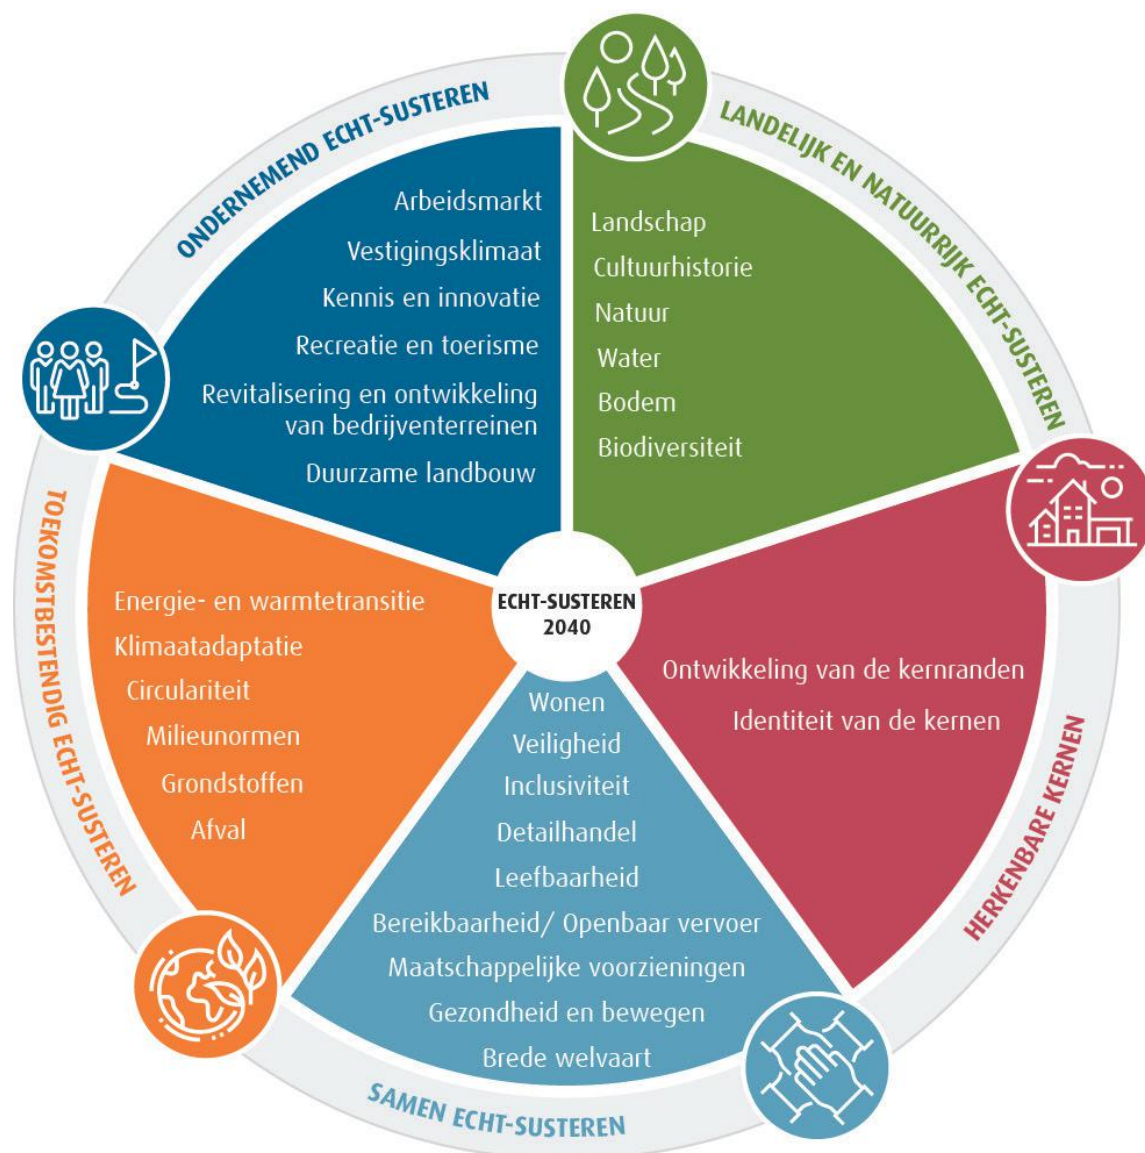 ONDERNEMEND ECHT-SUSTEREN
Arbeidsmarkt
Vestigingsklimaat
Kennis en innovatie
Recreatie en toerisme
Revitalisering en ontwikkeling
van bedrijventerreinen
Duurzame landbouw
LANDELIJK EN NATUURRIJK ECHT-SUSTEREN
Landschap
Cultuurhistorie
Natuur
Water
Bodem
Biodiversiteit
ECHT-SUSTEREN
2040
HERKENBARE KERNEN
Ontwikkeling van de kernranden
Identiteit van de kernen
SAMEN ECHT-SUSTEREN
Wonen
Veiligheid
Inclusiviteit
Detailhandel
Leefbaarheid
Bereikbaarheid/ Openbaar vervoer
Maatschappelijke voorzieningen
Gezondheid en bewegen
Brede welvaart
TOEKOMSTBESTENDIG ECHT-SUSTEREN
Energie- en warmtetransitie
Klimaatadaptatie
Circulariteit
Milieunormen
Grondstoffen
Afval